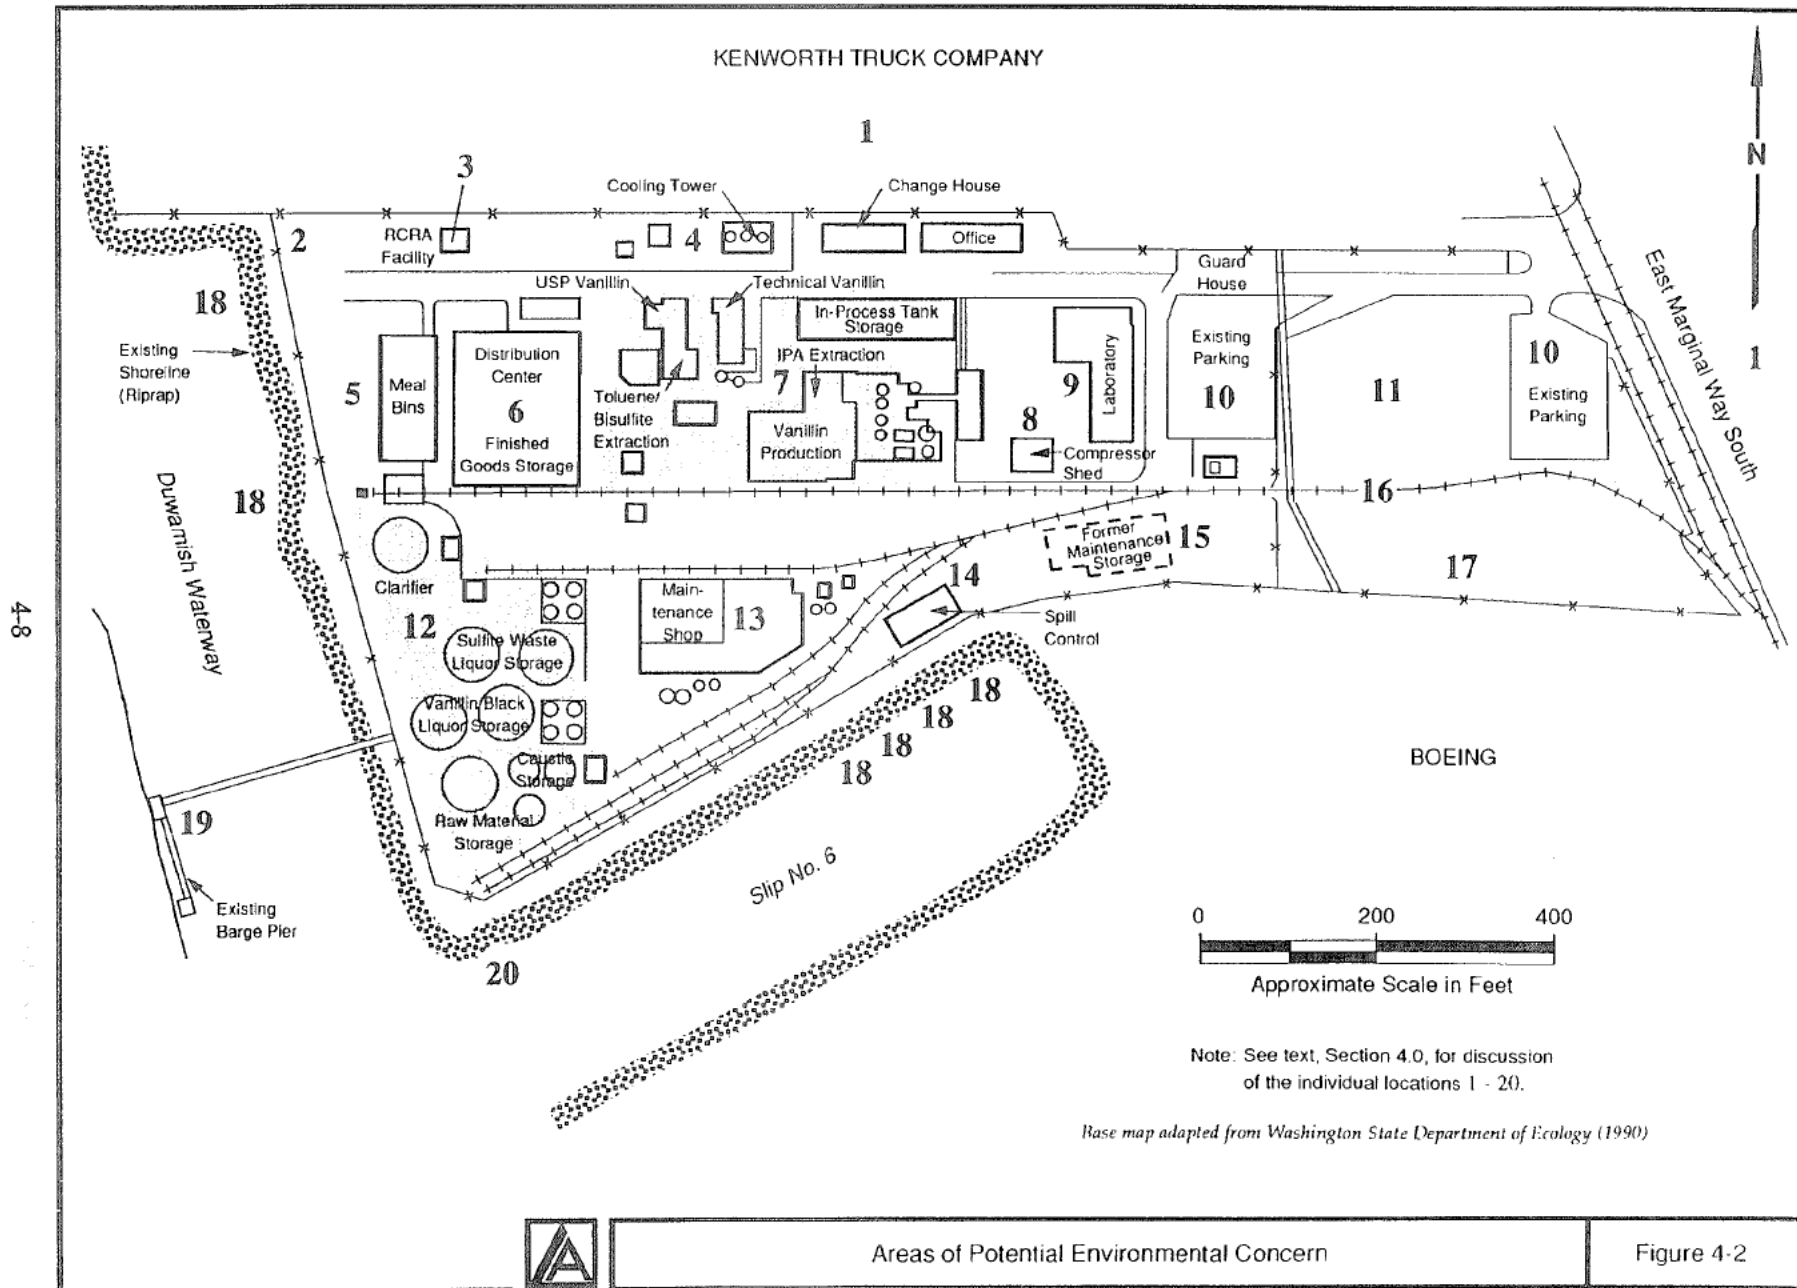 KENWORTH TRUCK COMPANY
1
N
3
Cooling Tower
Change House
2
RCRA
Facility
4
Office
Guard
House
East Marginal Way South
18
USP Vanillin
Technical Vanillin
In-Process Tank
Storage
Existing
Shoreline
(Riprap)
5
Meal
Bins
Distribution
Center
6
Finished
Goods Storage
Toluene/
Bisulfite
Extraction
7
IPA Extraction
Vanillin
Production
8
9
Laboratory
Compressor
Shed
Existing
Parking
10
11
10
Existing
Parking
1
Duwamish Waterway
18
16
Former
Maintenance
Storage
15
17
4-8
Clarifier
12
Sulfite Waste
Liquor Storage
Vanillin Black
Liquor Storage
Caustic
Storage
Raw Material
Storage
Main-
tenance
Shop
13
14
Spill
Control
18
18
18
18
BOEING
19
Existing
Barge Pier
20
Slip No. 6
0 200 400
Approximate Scale in Feet
Note: See text, Section 4.0, for discussion
of the individual locations 1 - 20.
Base map adapted from Washington State Department of Ecology (1990)
Areas of Potential Environmental Concern
Figure 4-2